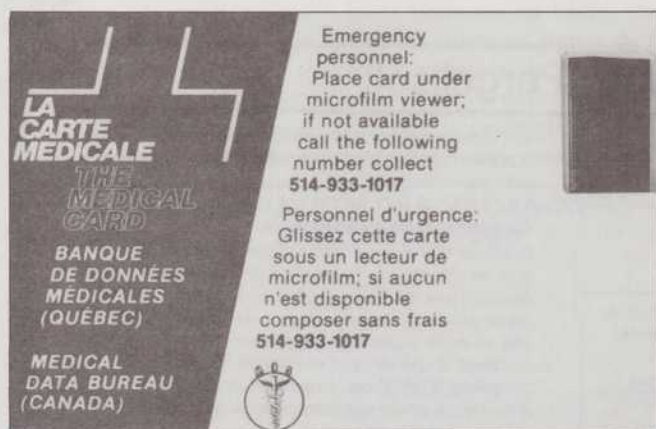 LA
CARTE
MEDICALE
THE
MEDICAL
CARD
BANQUE
DE DONNÉES
MÉDICALES
(QUÉBEC)
MEDICAL
DATA BUREAU
(CANADA)
Emergency
personnel:
Place card under
microfilm viewer;
if not available
call the following
number collect
514-933-1017
Personnel d'urgence:
Glissez cette carte
sous un lecteur de
microfilm; si aucun
n'est disponible
composer sans frais
514-933-1017